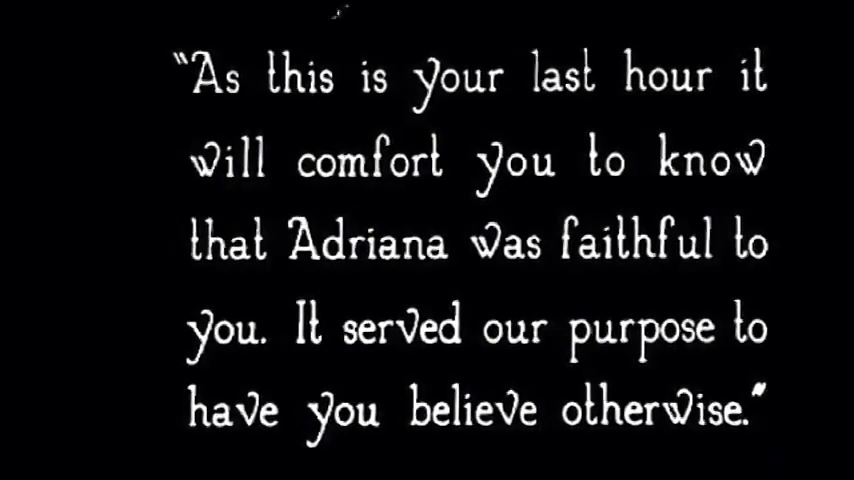 "As this is your last hour it
will comfort you to know
that Adriana was faithful to
you. It served our purpose to
have you believe otherwise."